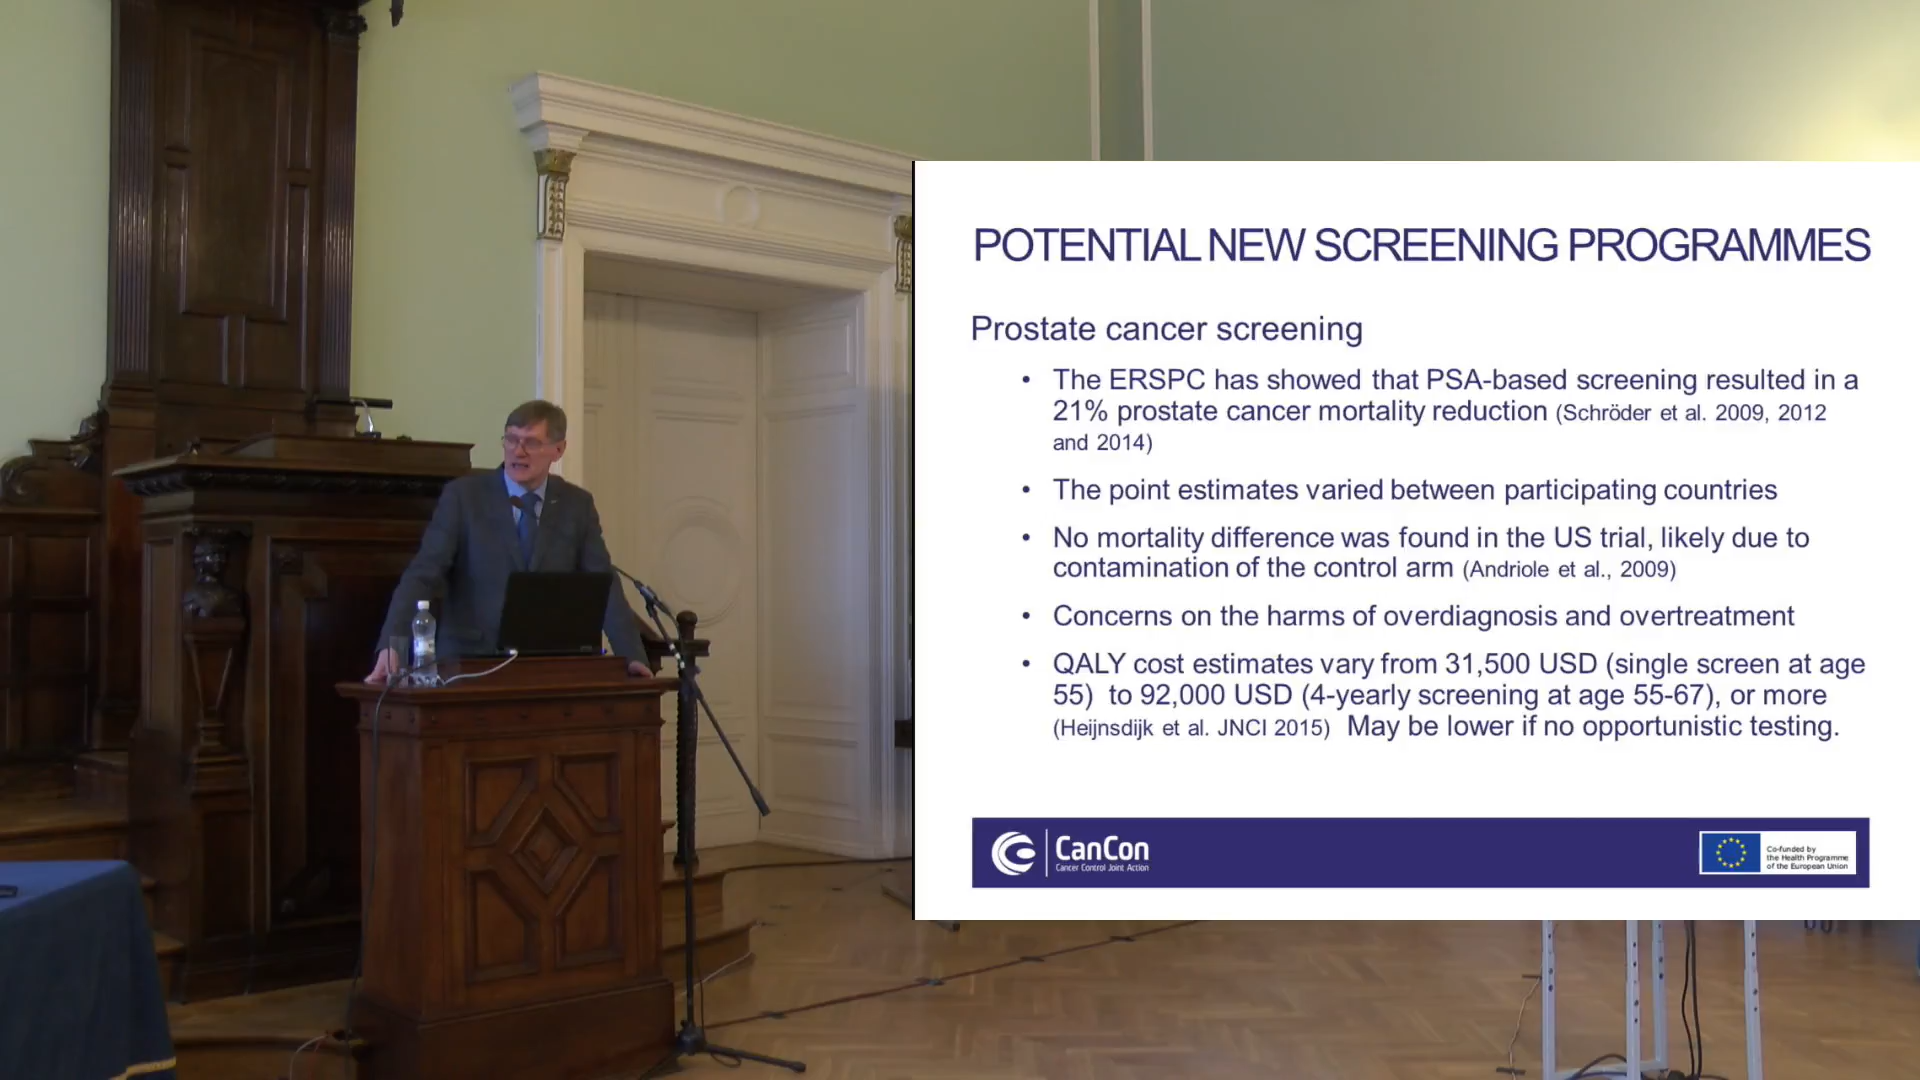 POTENTIAL NEW SCREENING PROGRAMMES
Prostate cancer screening
• The ERSPC has showed that PSA-based screening resulted in a
21% prostate cancer mortality reduction (Schröder et al. 2009, 2012
and 2014)
• The point estimates varied between participating countries
• No mortality difference was found in the US trial, likely due to
contamination of the control arm (Andriole et al., 2009)
• Concerns on the harms of overdiagnosis and overtreatment
• QALY cost estimates vary from 31,500 USD (single screen at age
55) to 92,000 USD (4-yearly screening at age 55-67), or more
(Heijnsdijk et al. JNCI 2015) May be lower if no opportunistic testing.
CanCon
Cancer Control Joint Action
Co-funded by
the Health Programme
of the European Union